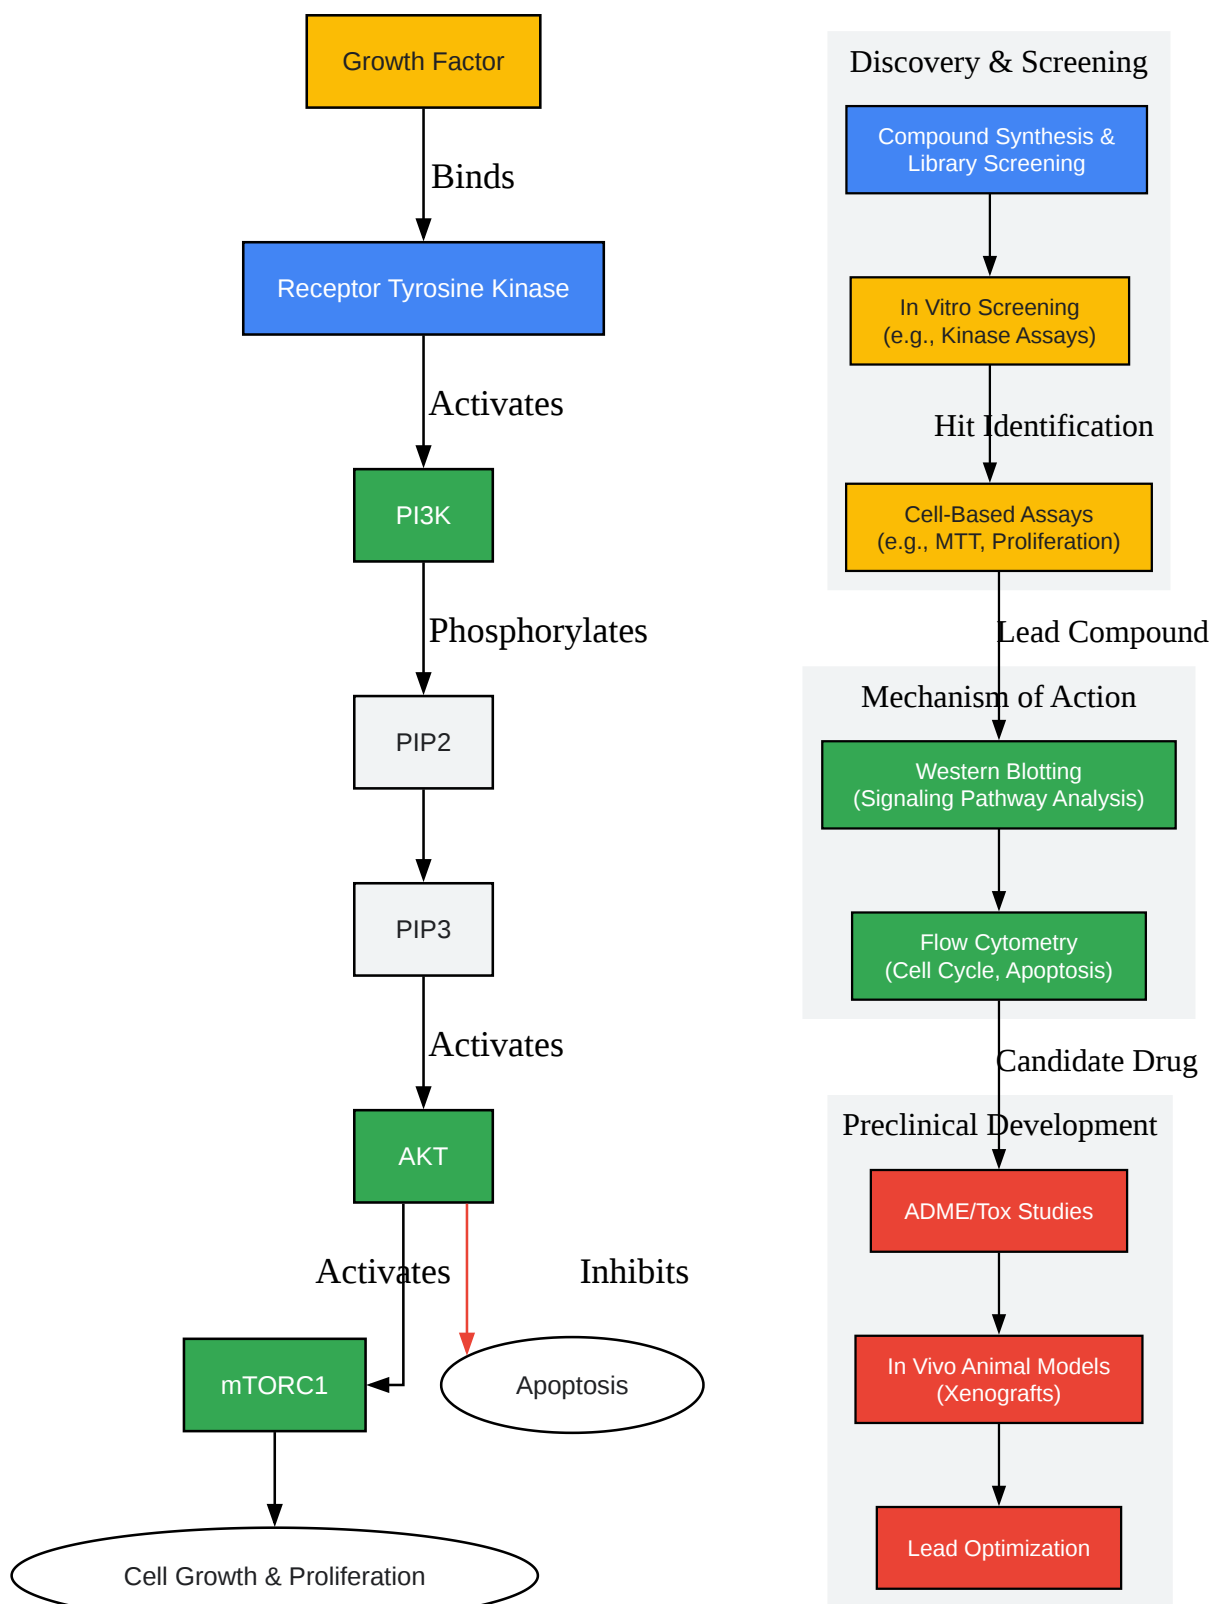 Growth Factor
Binds
Receptor Tyrosine Kinase
Activates
PI3K
Phosphorylates
PIP2
PIP3
Activates
AKT
Activates
Inhibits
mTORC1
Apoptosis
Cell Growth & Proliferation
Discovery & Screening
Compound Synthesis &
Library Screening
In Vitro Screening
(e.g., Kinase Assays)
Hit Identification
Cell-Based Assays
(e.g., MTT, Proliferation)
Lead Compound
Mechanism of Action
Western Blotting
(Signaling Pathway Analysis)
Flow Cytometry
(Cell Cycle, Apoptosis)
Candidate Drug
Preclinical Development
ADME/Tox Studies
In Vivo Animal Models
(Xenografts)
Lead Optimization